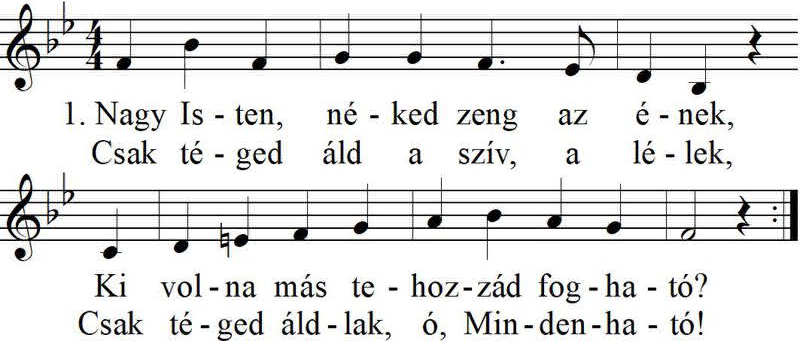 1. Nagy Is - ten, né - ked zeng az é - nek,
Csak té - ged áld a szív, a lé - lek,
Ki vol - na más te - hoz - zád fog - ha - tó?
Csak té - ged áld - lak, ó, Min - den - ha - tó!